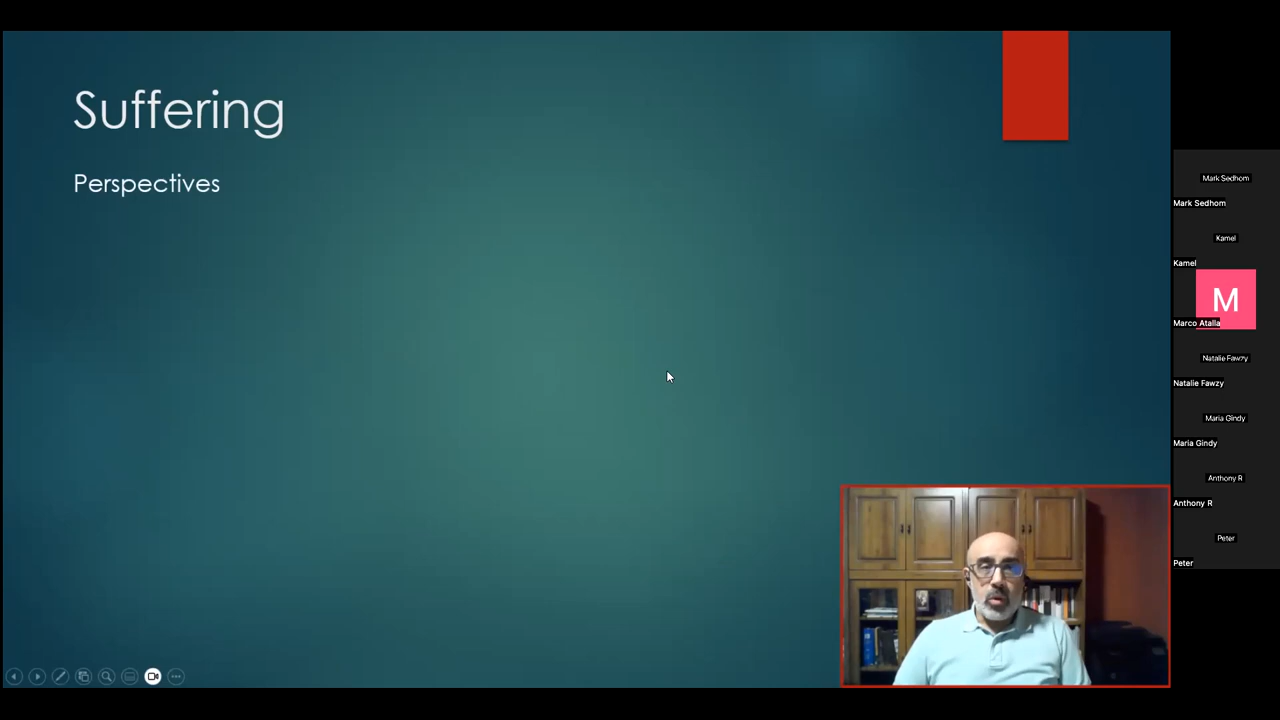 Suffering
Perspectives
Mark Sedhom
Mark Sedhom
Kamel
Kamel
M
Marco Atalla
Natalie Fawzy
Natalie Fawzy
Maria Gindy
Maria Gindy
Anthony R
Anthony R
Peter
Peter